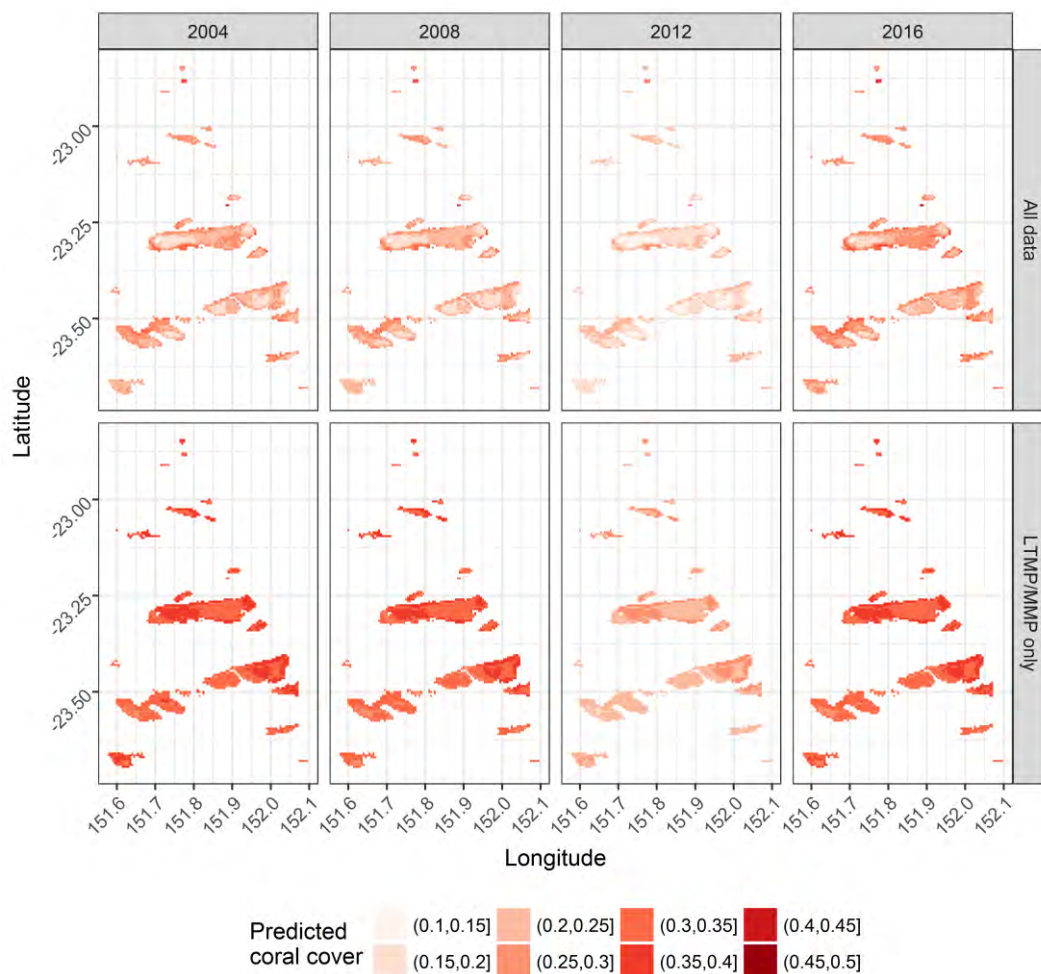 2004 2008 2012 2016
-23.00
-23.25
-23.50
All data
Latitude
-23.00
-23.25
-23.50
LTMP/MMP only
151.6 151.7 151.8 151.9 152.0 152.1 151.6 151.7 151.8 151.9 152.0 152.1 151.6 151.7 151.8 151.9 152.0 152.1 151.6 151.7 151.8 151.9 152.0 152.1
Longitude
Predicted
coral cover
(0.1,0.15] (0.2,0.25] (0.3,0.35] (0.4,0.45]
(0.15,0.2] (0.25,0.3] (0.35,0.4] (0.45,0.5]